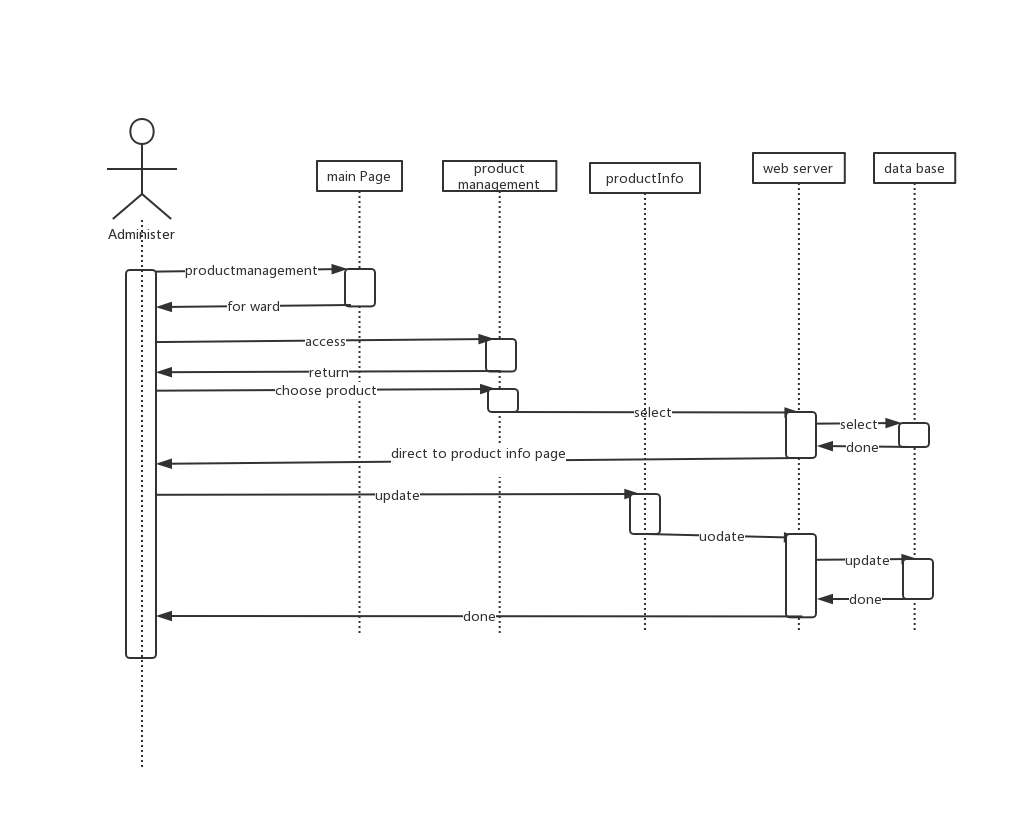 main Page
product
management
productInfo
web server
data base
Administer
productmanagement
for ward
access
return
choose product
select
select
done
direct to product info page
update
uodate
update
done
done